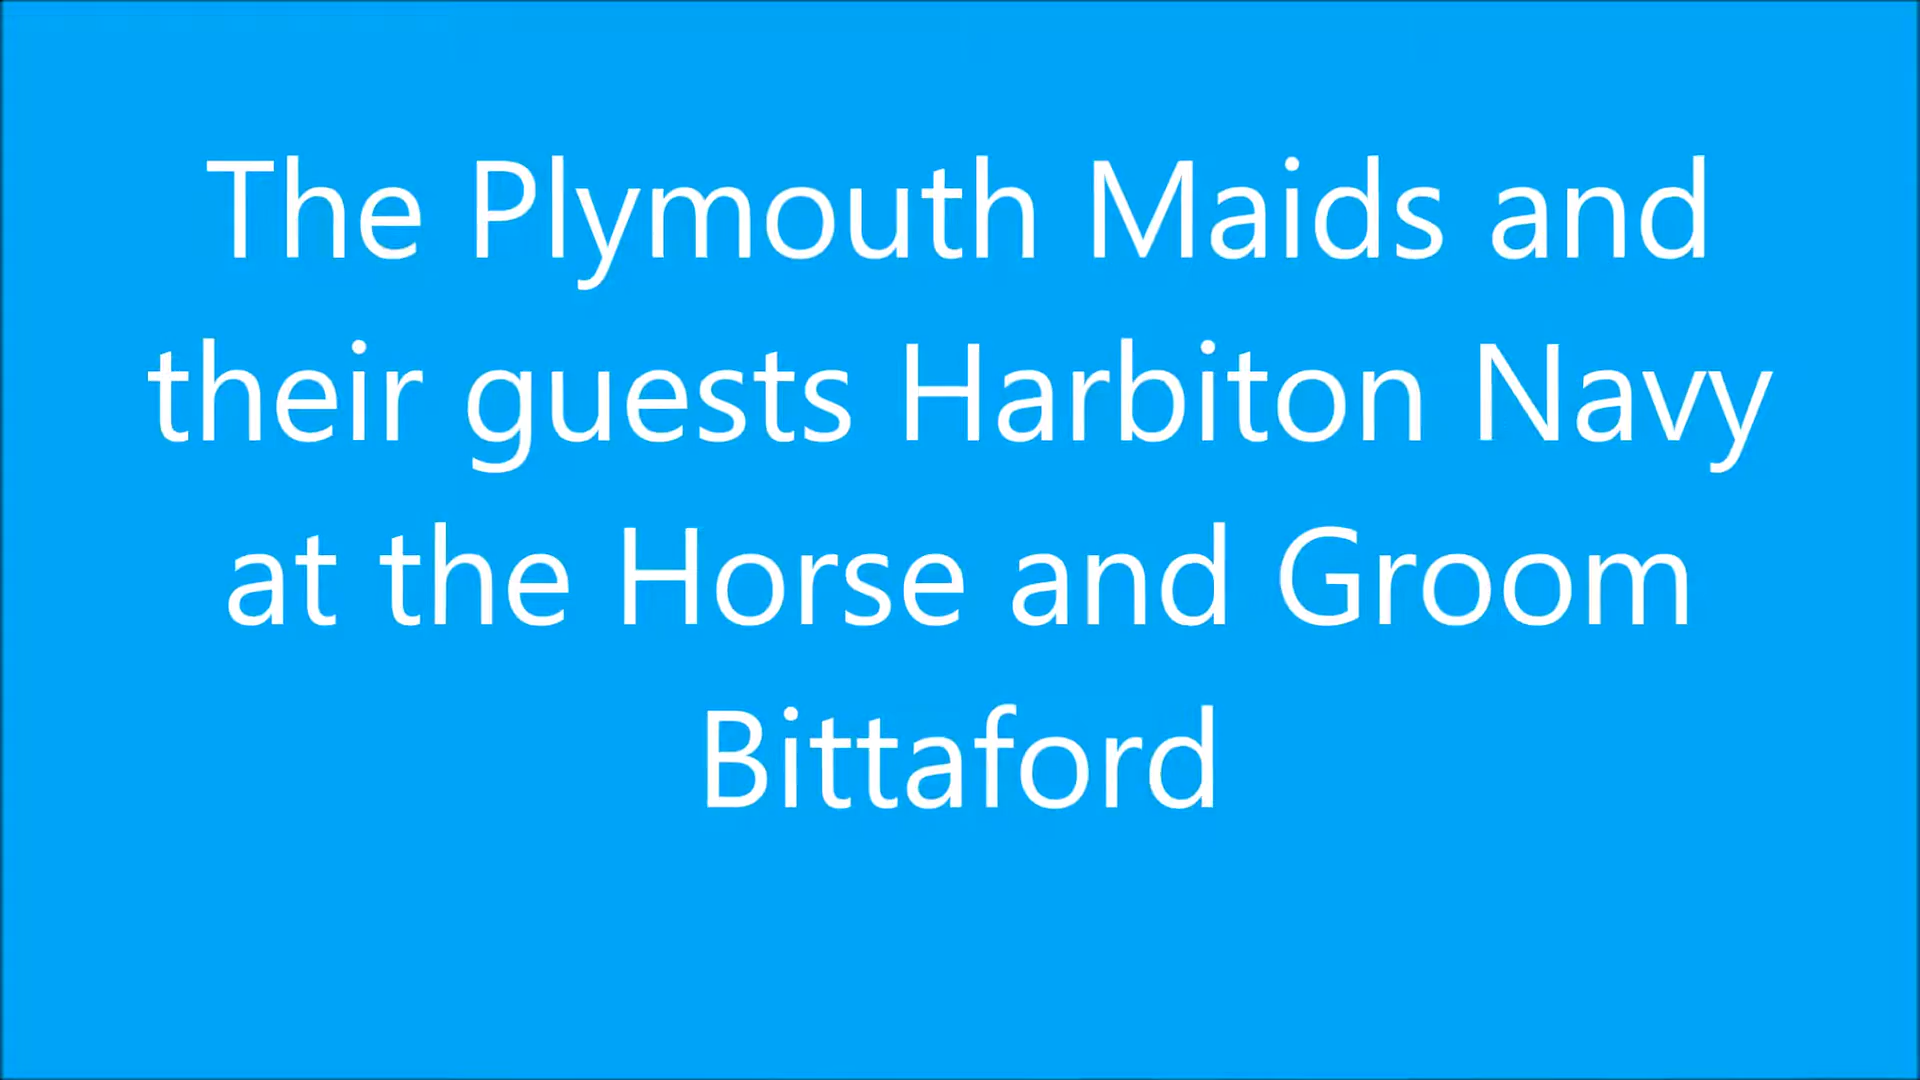 The Plymouth Maids and
their guests Harbiton Navy
at the Horse and Groom
Bittaford